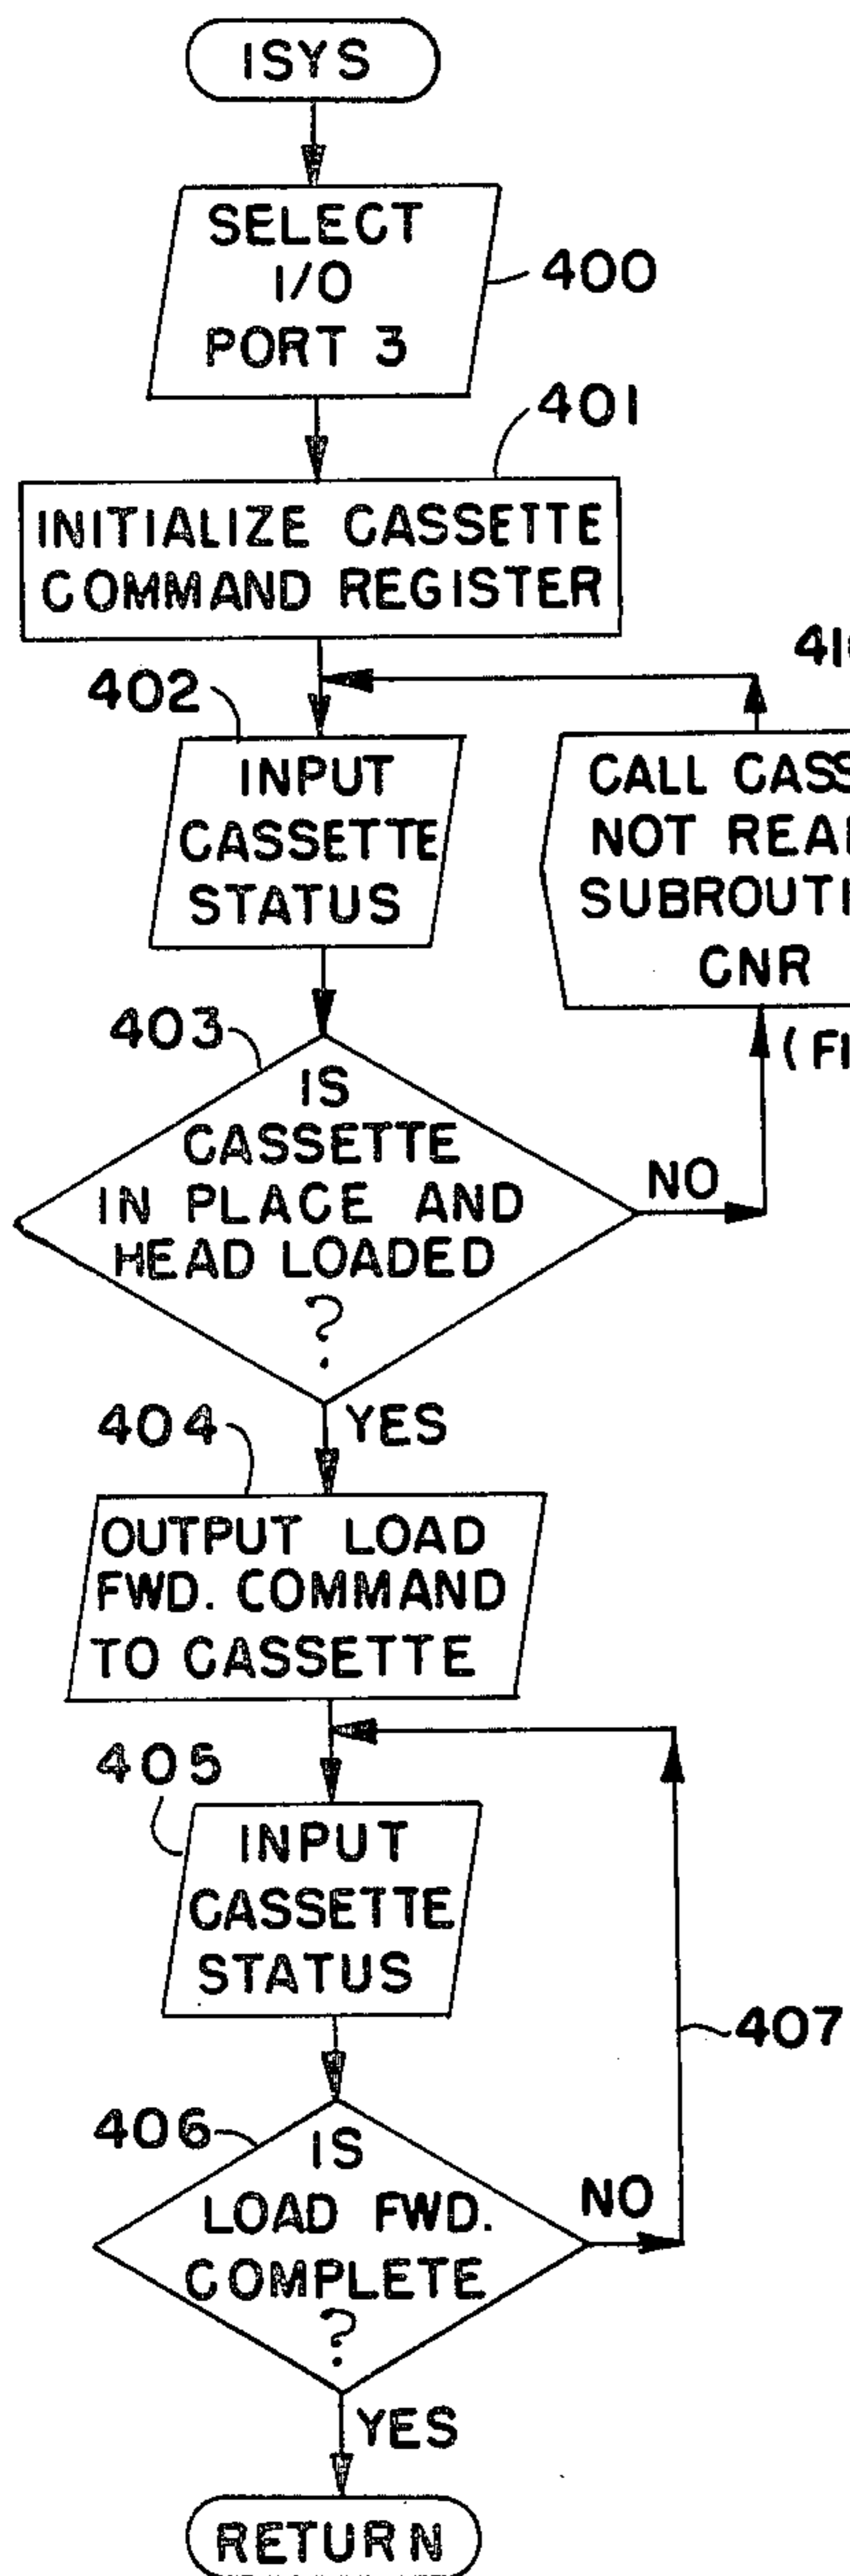 ISYS
SELECT
I/O
PORT 3
400
401
INITIALIZE CASSETTE
COMMAND REGISTER
402
INPUT
CASSETTE
STATUS
CALL
NOT
CNR
403
IS
CASSETTE
IN PLACE AND
HEAD LOADED
?
NO
YES
404
OUTPUT LOAD
FWD. COMMAND
TO CASSETTE
405
INPUT
CASSETTE
STATUS
407
406
IS
LOAD FWD.
COMPLETE
?
NO
YES
RETURN